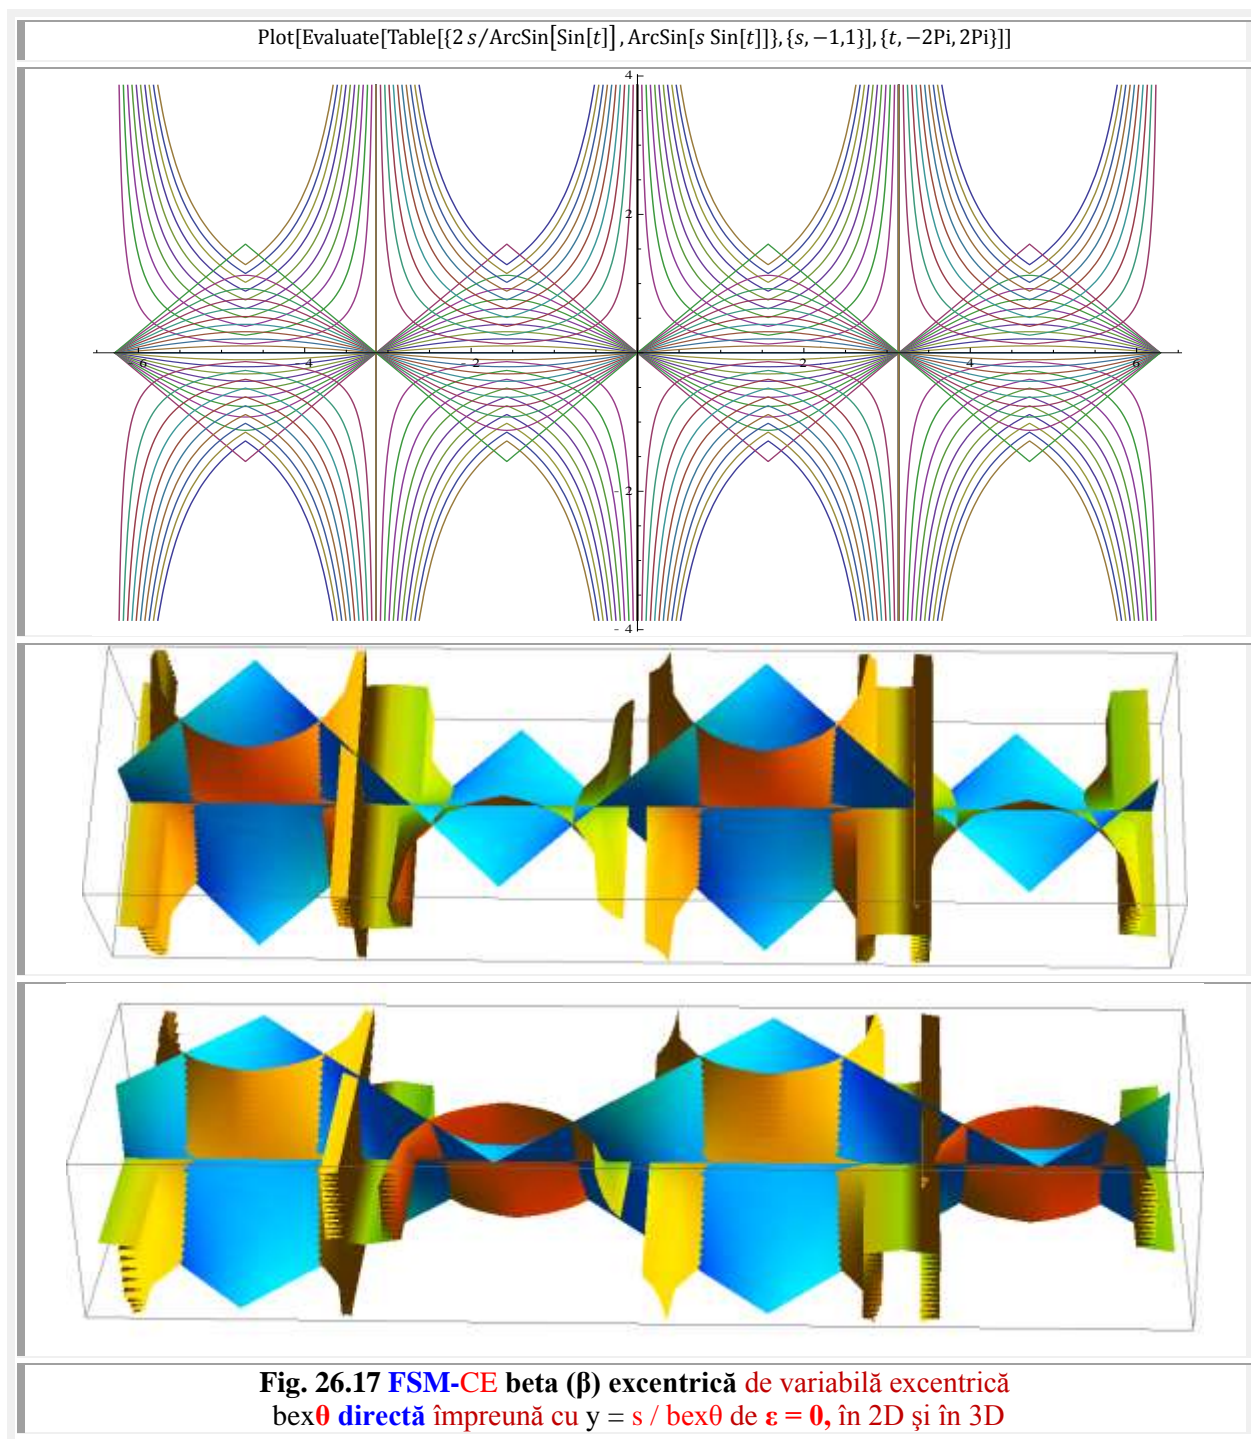 Plot[Evaluate[Table[{2 s/ArcSin[Sin[t]] , ArcSin[s Sin[t]]}, {s, −1,1}], {t, −2Pi, 2Pi}]]
4
2
- 6 4 2 2 4 6
- 2
- 4
Fig. 26.17 FSM-CE beta (β) excentrică de variabilă excentrică
bexθ directă împreună cu y = s / bexθ de ε = 0, în 2D şi în 3D